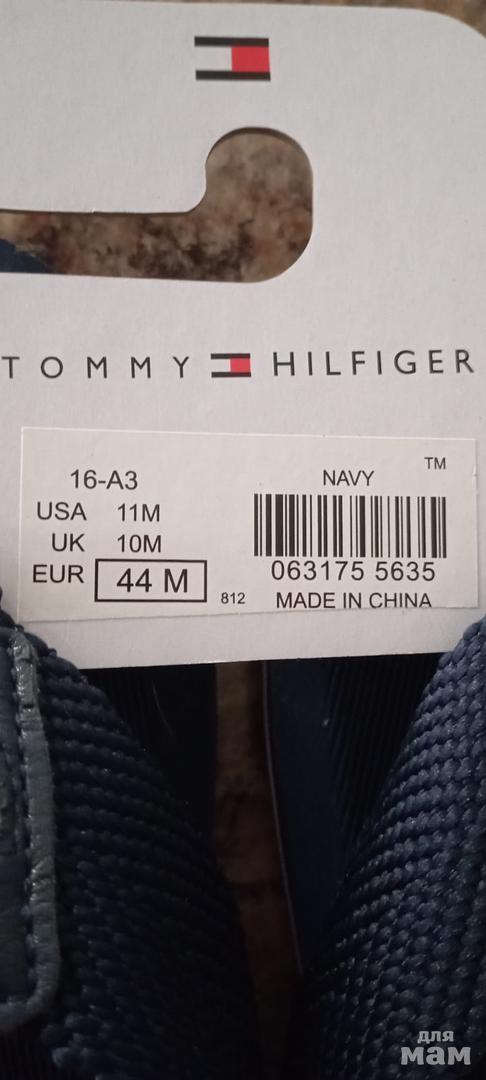 TOMMY HILFIGER
16-A3
USA 11M
UK 10M
EUR 44 M
812
NAVY
TM
063175 5635
MADE IN CHINA
для
мам